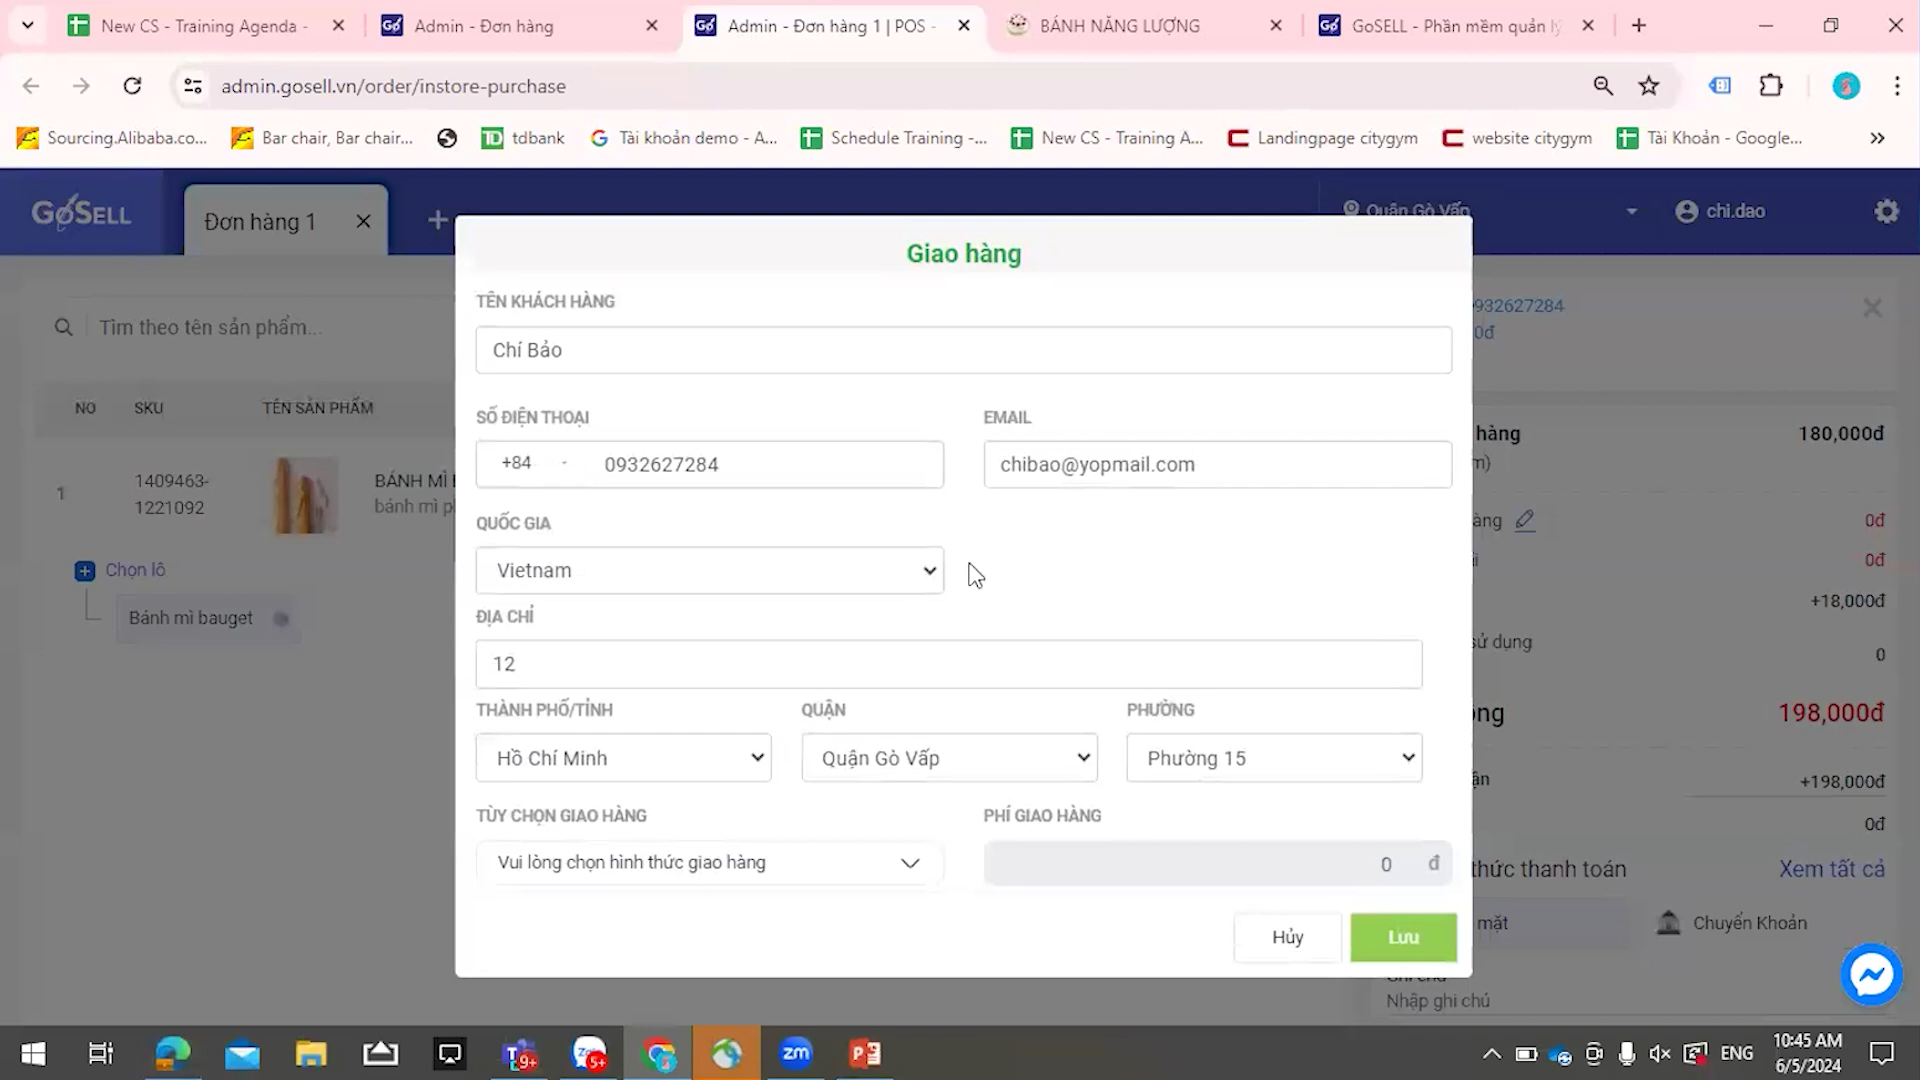 New CS - Training Agenda -
Admin - Đơn hàng
Admin - Đơn hàng 1 | POS -
BÁNH NĂNG LƯỢNG
GoSELL - Phần mềm quản lý
admin.gosell.vn/order/instore-purchase
Sourcing.Alibaba.co...
Bar chair, Bar chair...
tdbank
Tài khoản demo - A...
Schedule Training -...
New CS - Training A...
Landingpage citygym
website citygym
Tài Khoản - Google...
GOSELL
Đơn hàng 1
Quận Gò Vấp
chi.dao
Tìm theo tên sản phẩm...
NO
SKU
TÊN SẢN PHẨM
1
1409463-
1221092
BÁNH MÌ
bánh mì
Chọn lô
Bánh mì bauget
Giao hàng
TÊN KHÁCH HÀNG
Chí Bảo
SỐ ĐIỆN THOẠI
+84 - 0932627284
EMAIL
chibao@yopmail.com
QUỐC GIA
Vietnam
ĐỊA CHỈ
12
THÀNH PHỐ/TỈNH
Hồ Chí Minh
QUẬN
Quận Gò Vấp
PHƯỜNG
Phường 15
TÙY CHỌN GIAO HÀNG
Vui lòng chọn hình thức giao hàng
PHÍ GIAO HÀNG
0 đ
Hủy
Lưu
932627284
0đ
hàng
180,000đ
0đ
0đ
+18,000đ
sử dụng
0
198,000đ
+198,000đ
0đ
thức thanh toán
Xem tất cả
mặt
Chuyển Khoản
Ghi chú
Nhập ghi chú
9+
5+
zm
ENG
10:45 AM
6/5/2024